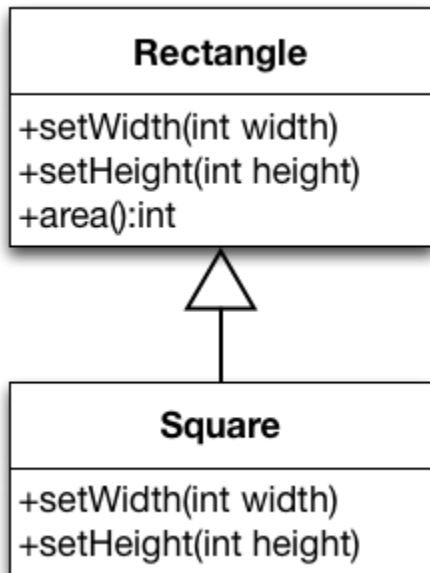 Rectangle
+setWidth(int width)
+setHeight(int height)
+area():int
Square
+setWidth(int width)
+setHeight(int height)